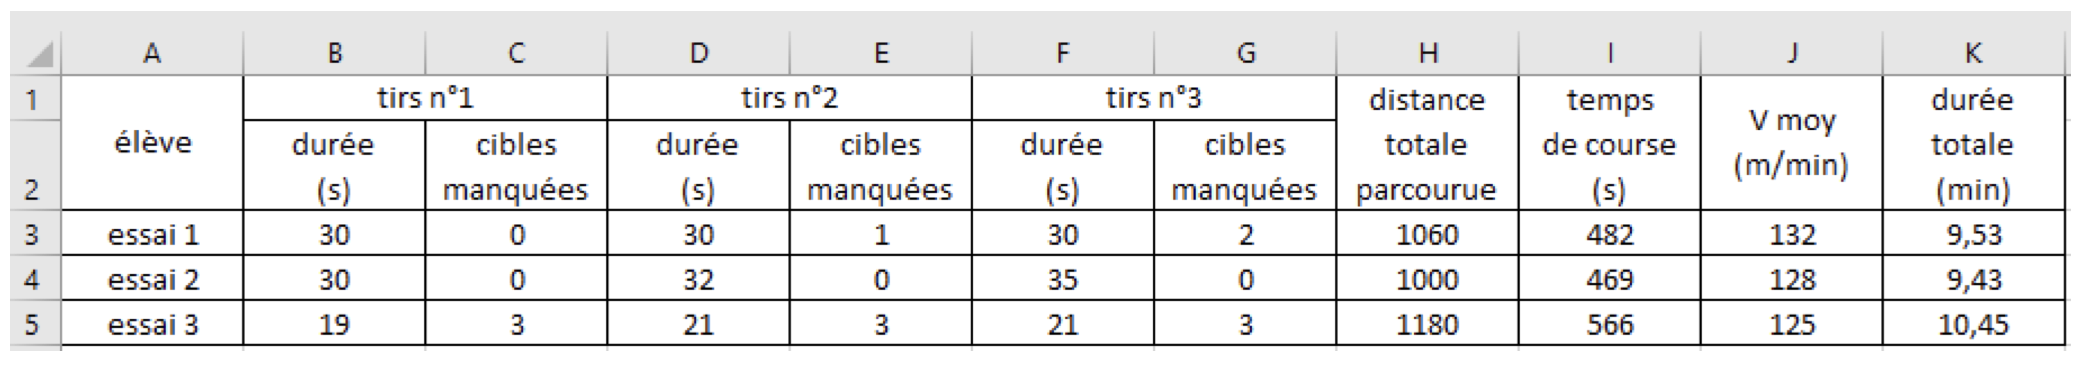 A B C D E F G H I J K
1 élève tirs n°1 tirs n°2 tirs n°3 distance temps V moy durée
durée cibles durée cibles durée cibles totale de course (m/min) totale
2 (s) manquées (s) manquées (s) manquées parcourue (s) (min)
3 essai 1 30 0 30 1 30 2 1060 482 132 9,53
4 essai 2 30 0 32 0 35 0 1000 469 128 9,43
5 essai 3 19 3 21 3 21 3 1180 566 125 10,45